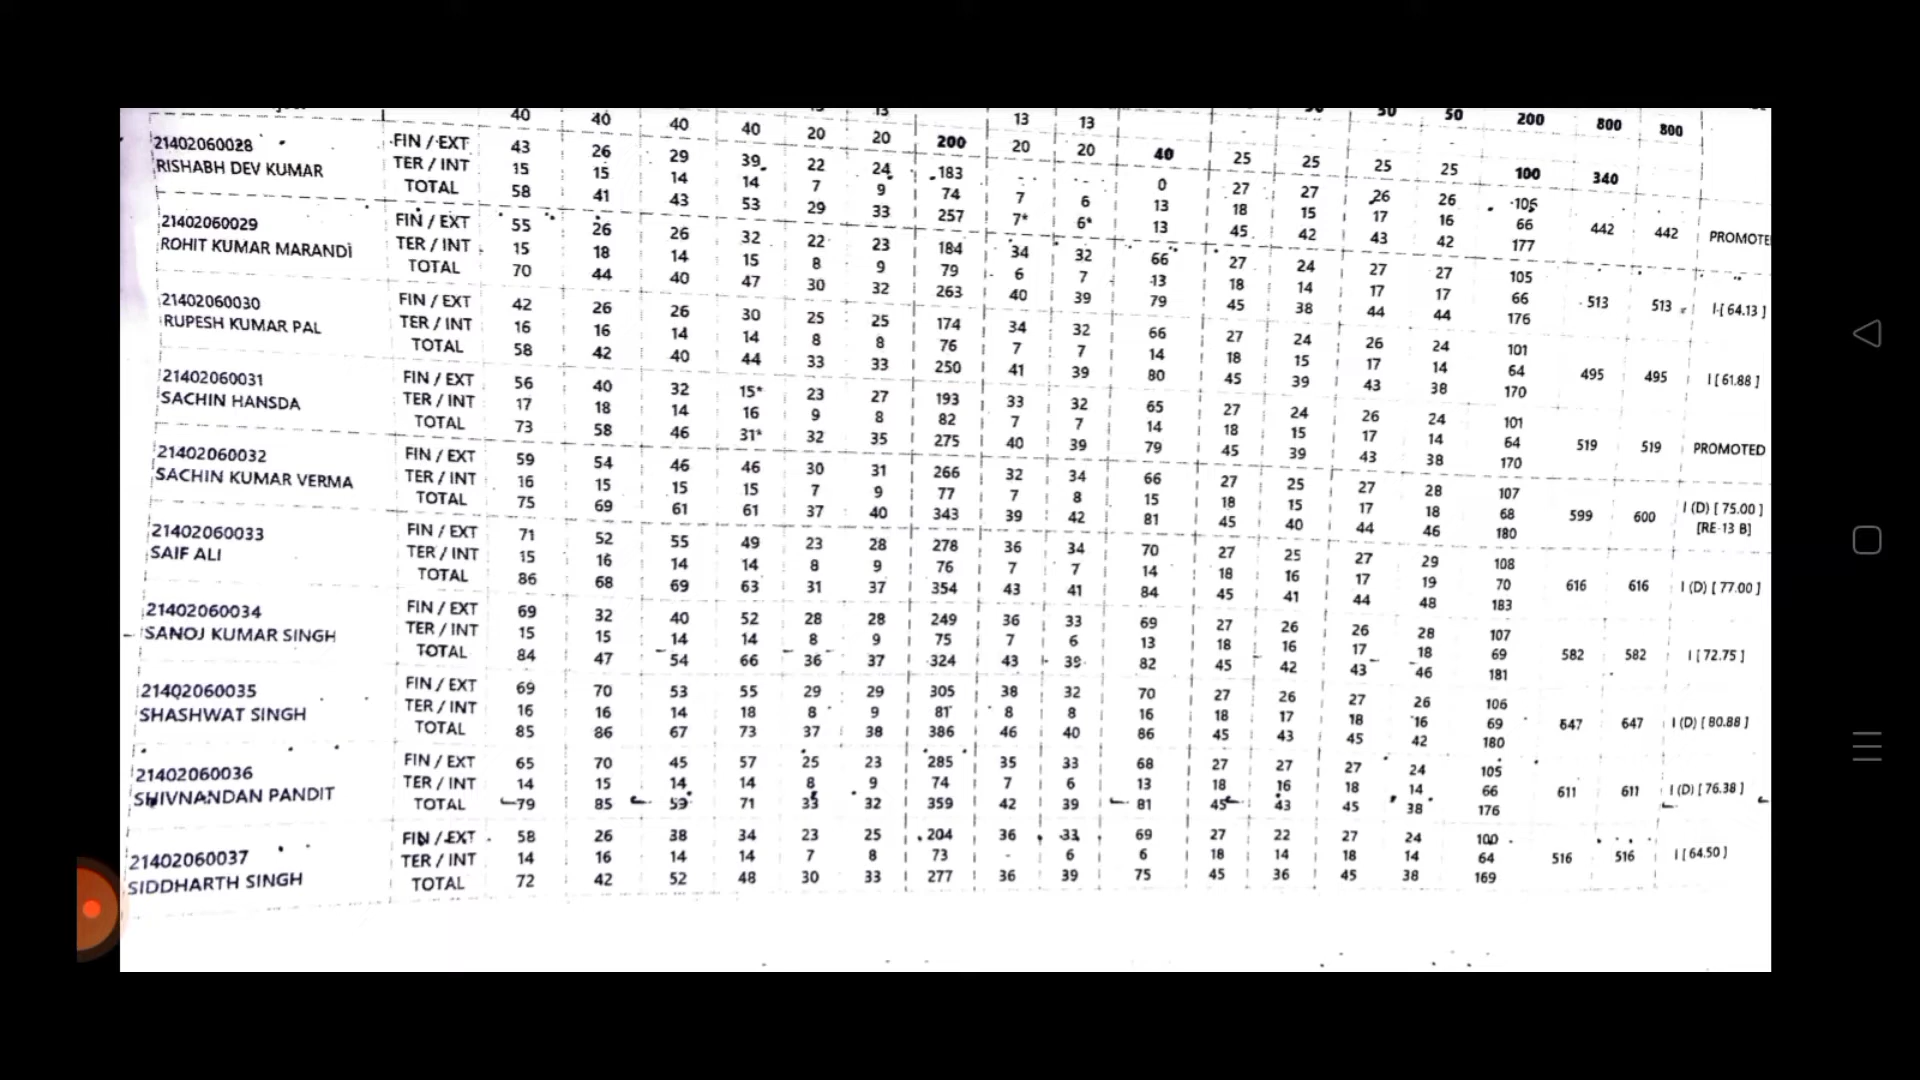 40 40 40 40 20 20 200 13 13
20 20 40 25 25 25 25 50 200 800 800
100 340
21402060028 FIN / EXT 43 26 29 39 22 24 183 - - 0 27 27 26 26 106
RISHABH DEV KUMAR TER / INT 15 15 14 14 7 9 74 7 6 13 18 15 17 16 66 442 442 PROMOTE
TOTAL 58 41 43 53 29 33 257 7* 6* 13 45 42 43 42 177
21402060029 FIN / EXT 55 26 26 32 22 23 184 34 32 66 27 24 27 27 105
ROHIT KUMAR MARANDI TER / INT 15 18 14 15 8 9 79 6 7 13 18 14 17 17 66 513 513 I [ 64.13 ]
TOTAL 70 44 40 47 30 32 263 40 39 79 45 38 44 44 176
21402060030 FIN / EXT 42 26 26 30 25 25 174 34 32 66 27 24 26 24 101
RUPESH KUMAR PAL TER / INT 16 16 14 14 8 8 76 7 7 14 18 15 17 14 64 495 495 I [ 61.88 ]
TOTAL 58 42 40 44 33 33 250 41 39 80 45 39 43 38 170
21402060031 FIN / EXT 56 40 32 15* 23 27 193 33 32 65 27 24 26 24 101
SACHIN HANSDA TER / INT 17 18 14 16 9 8 82 7 7 14 18 15 17 14 64 519 519 PROMOTED
TOTAL 73 58 46 31* 32 35 275 40 39 79 45 39 43 38 170
21402060032 FIN / EXT 59 54 46 46 30 31 266 32 34 66 27 25 27 28 107 I (D) [ 75.00 ]
SACHIN KUMAR VERMA TER / INT 16 15 15 15 7 9 77 7 8 15 18 15 17 18 68 599 600 [RE-13 B]
TOTAL 75 69 61 61 37 40 343 39 42 81 45 40 44 46 180
21402060033 FIN / EXT 71 52 55 49 23 28 278 36 34 70 27 25 27 29 108
SAIF ALI TER / INT 15 16 14 14 8 9 76 7 7 14 18 16 17 19 70 616 616 I (D) [ 77.00 ]
TOTAL 86 68 69 63 31 37 354 43 41 84 45 41 44 48 183
21402060034 FIN / EXT 69 32 40 52 28 28 249 36 33 69 27 26 26 28 107
SANOJ KUMAR SINGH TER / INT 15 15 14 14 8 9 75 7 6 13 18 16 17 18 69 582 582 I [ 72.75 ]
TOTAL 84 47 54 66 36 37 324 43 39 82 45 42 43 46 181
21402060035 FIN / EXT 69 70 53 55 29 29 305 38 32 70 27 26 27 26 106
SHASHWAT SINGH TER / INT 16 16 14 18 8 9 81 8 8 16 18 17 18 16 69 647 647 I (D) [ 80.88 ]
TOTAL 85 86 67 73 37 38 386 46 40 86 45 43 45 42 180
21402060036 FIN / EXT 65 70 45 57 25 23 285 35 33 68 27 27 27 24 105
SHIVNANDAN PANDIT TER / INT 14 15 14 14 8 9 74 7 6 13 18 16 18 14 66 611 611 I (D) [ 76.38 ]
TOTAL 79 85 59 71 33 32 359 42 39 81 45 43 45 38 176
21402060037 FIN / EXT 58 26 38 34 23 25 204 36 33 69 27 22 27 24 100
SIDDHARTH SINGH TER / INT 14 16 14 14 7 8 73 - 6 6 18 14 18 14 64 516 516 I [ 64.50 ]
TOTAL 72 42 52 48 30 33 277 36 39 75 45 36 45 38 169